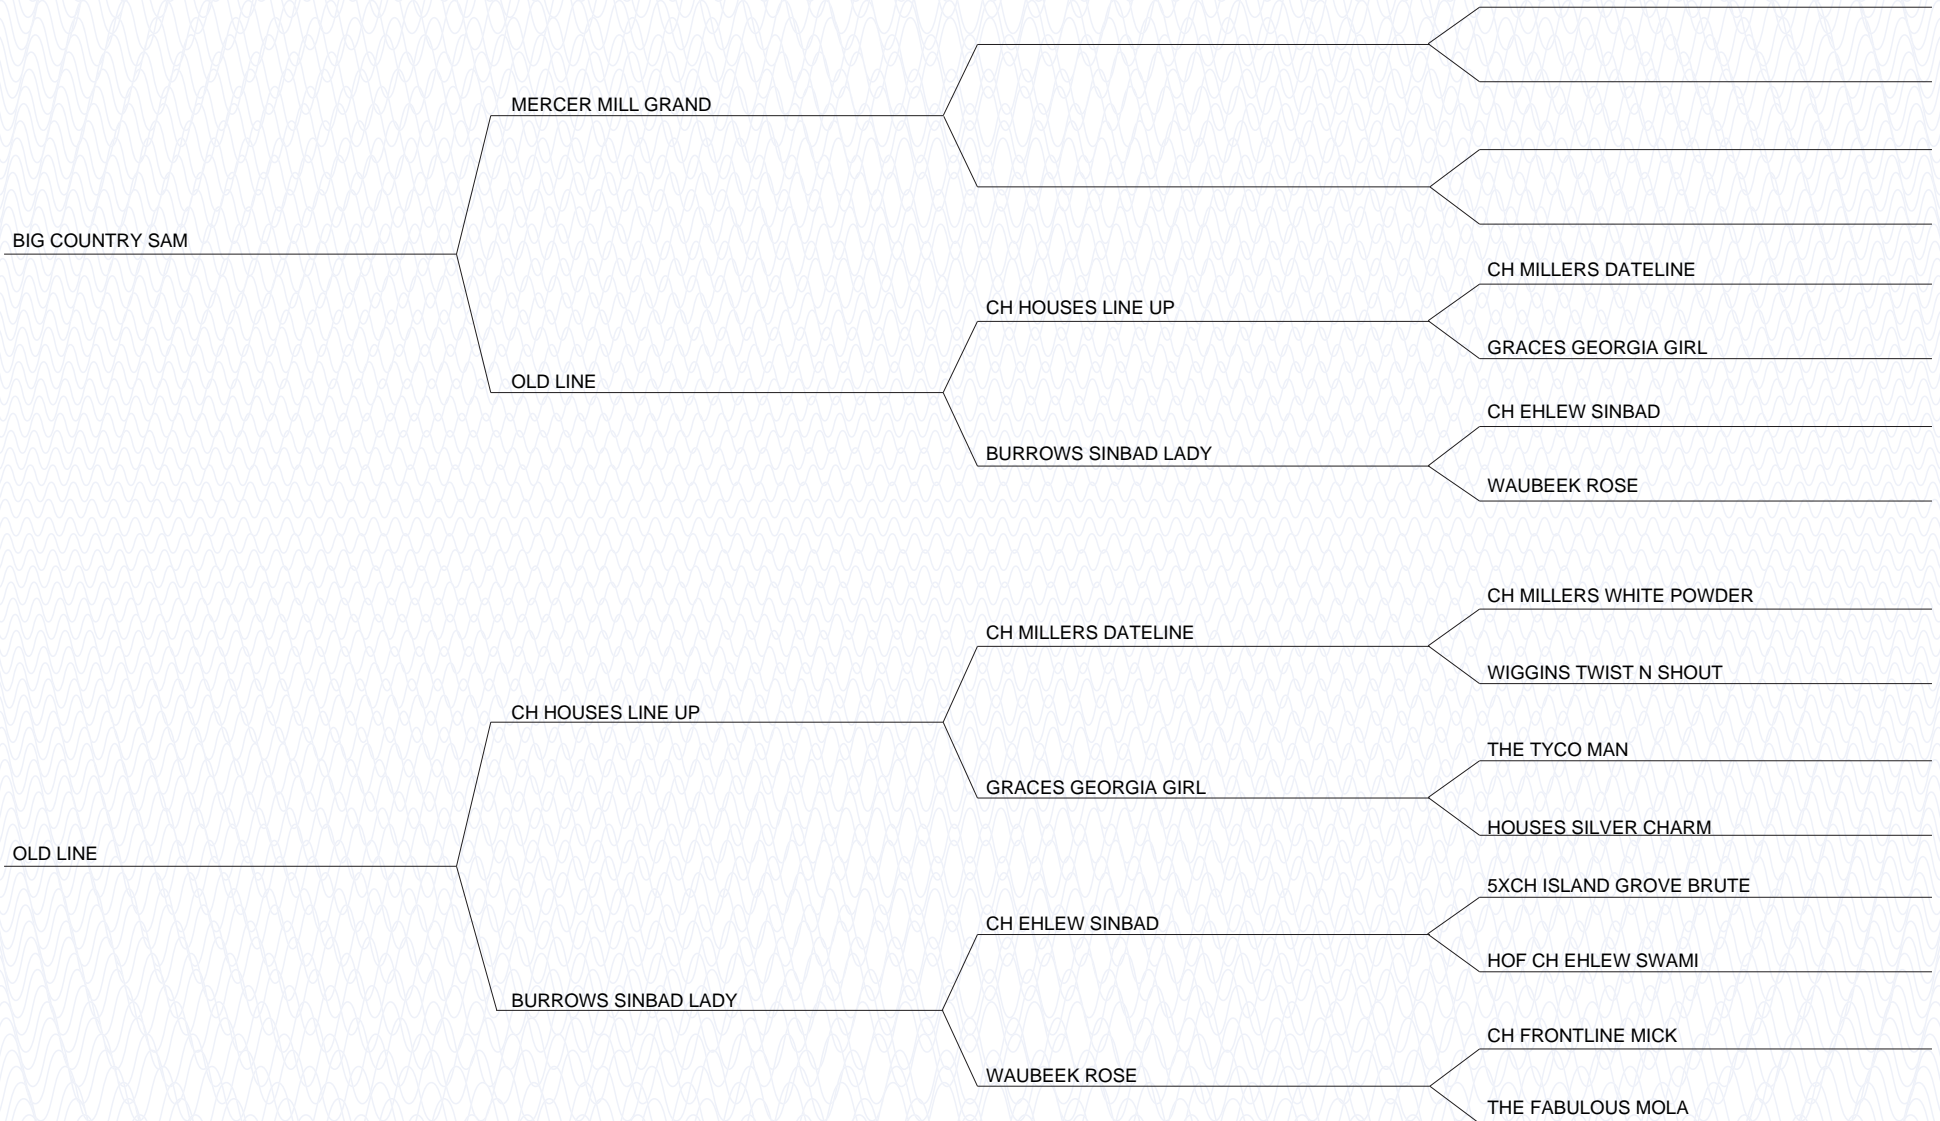 MERCER MILL GRAND
BIG COUNTRY SAM
CH MILLERS DATELINE
CH HOUSES LINE UP
GRACES GEORGIA GIRL
OLD LINE
CH EHLEW SINBAD
BURROWS SINBAD LADY
WAUBEEK ROSE
CH MILLERS WHITE POWDER
CH MILLERS DATELINE
WIGGINS TWIST N SHOUT
CH HOUSES LINE UP
THE TYCO MAN
GRACES GEORGIA GIRL
HOUSES SILVER CHARM
OLD LINE
5XCH ISLAND GROVE BRUTE
CH EHLEW SINBAD
HOF CH EHLEW SWAMI
BURROWS SINBAD LADY
CH FRONTLINE MICK
WAUBEEK ROSE
THE FABULOUS MOLA